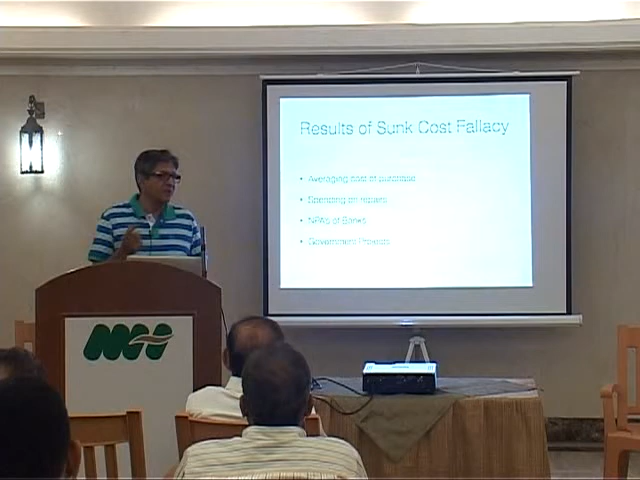 Results of Sunk Cost Fallacy
• Averaging cost of purchase
• Spending on repairs
• NPAs of Banks
• Government Projects